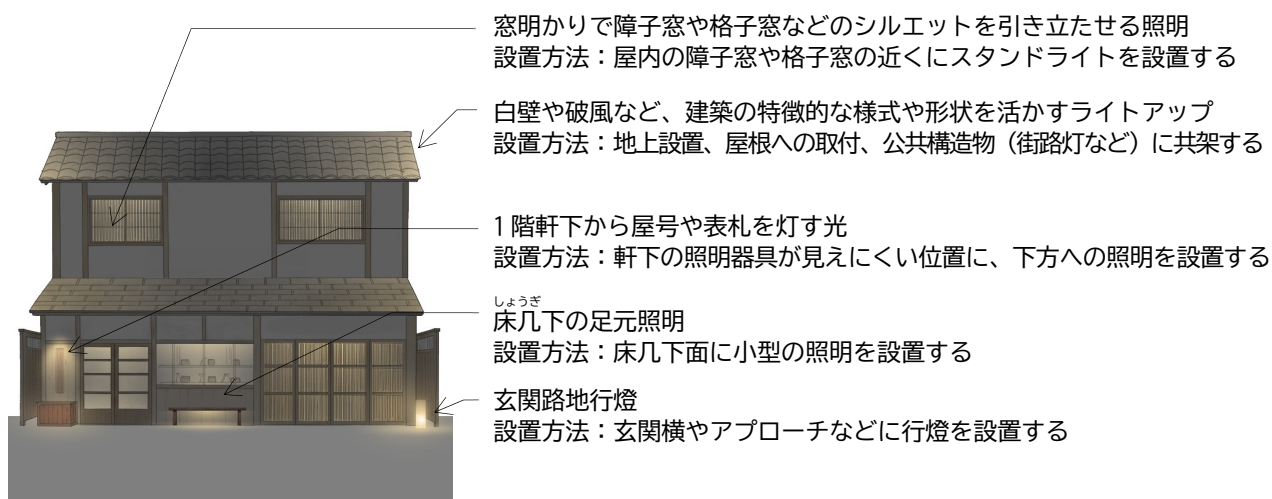 窓明かりで障子窓や格子窓などのシルエットを引き立たせる照明
設置方法：屋内の障子窓や格子窓の近くにスタンドライトを設置する
白壁や破風など、建築の特徴的な様式や形状を活かすライトアップ
設置方法：地上設置、屋根への取付、公共構造物（街路灯など）に共架する
1階軒下から屋号や表札を灯す光
設置方法：軒下の照明器具が見えにくい位置に、下方への照明を設置する
しょうぎ
床几下の足元照明
設置方法：床几下面に小型の照明を設置する
玄関路地行燈
設置方法：玄関横やアプローチなどに行燈を設置する